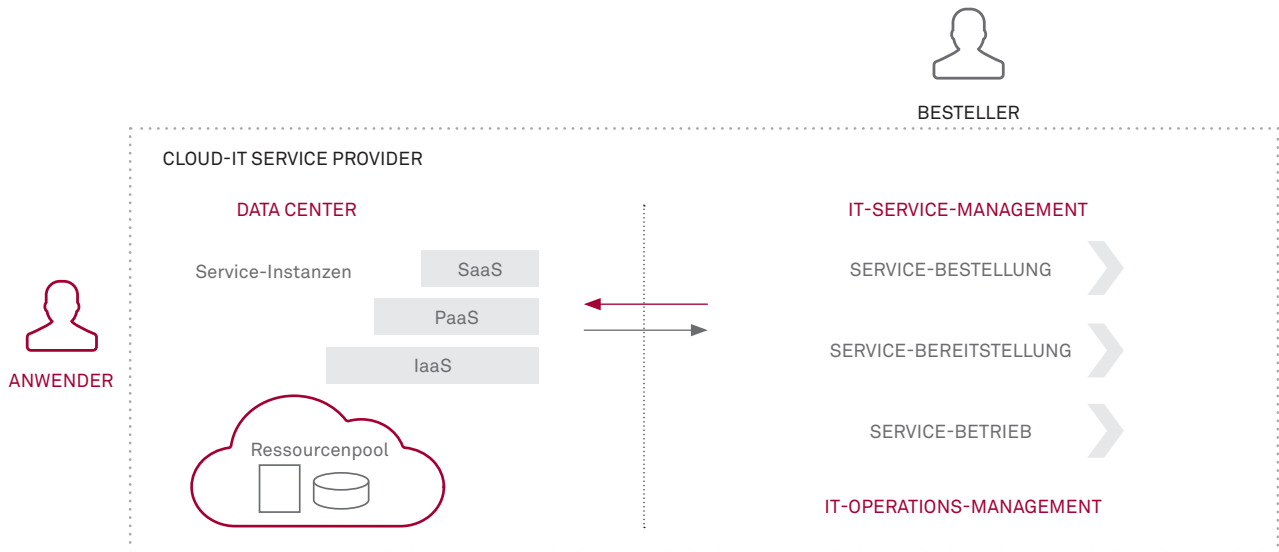 BESTELLER
CLOUD-IT SERVICE PROVIDER
DATA CENTER
Service-Instanzen
SaaS
PaaS
IaaS
Ressourcenpool
ANWENDER
IT-SERVICE-MANAGEMENT
SERVICE-BESTELLUNG
SERVICE-BEREITSTELLUNG
SERVICE-BETRIEB
IT-OPERATIONS-MANAGEMENT